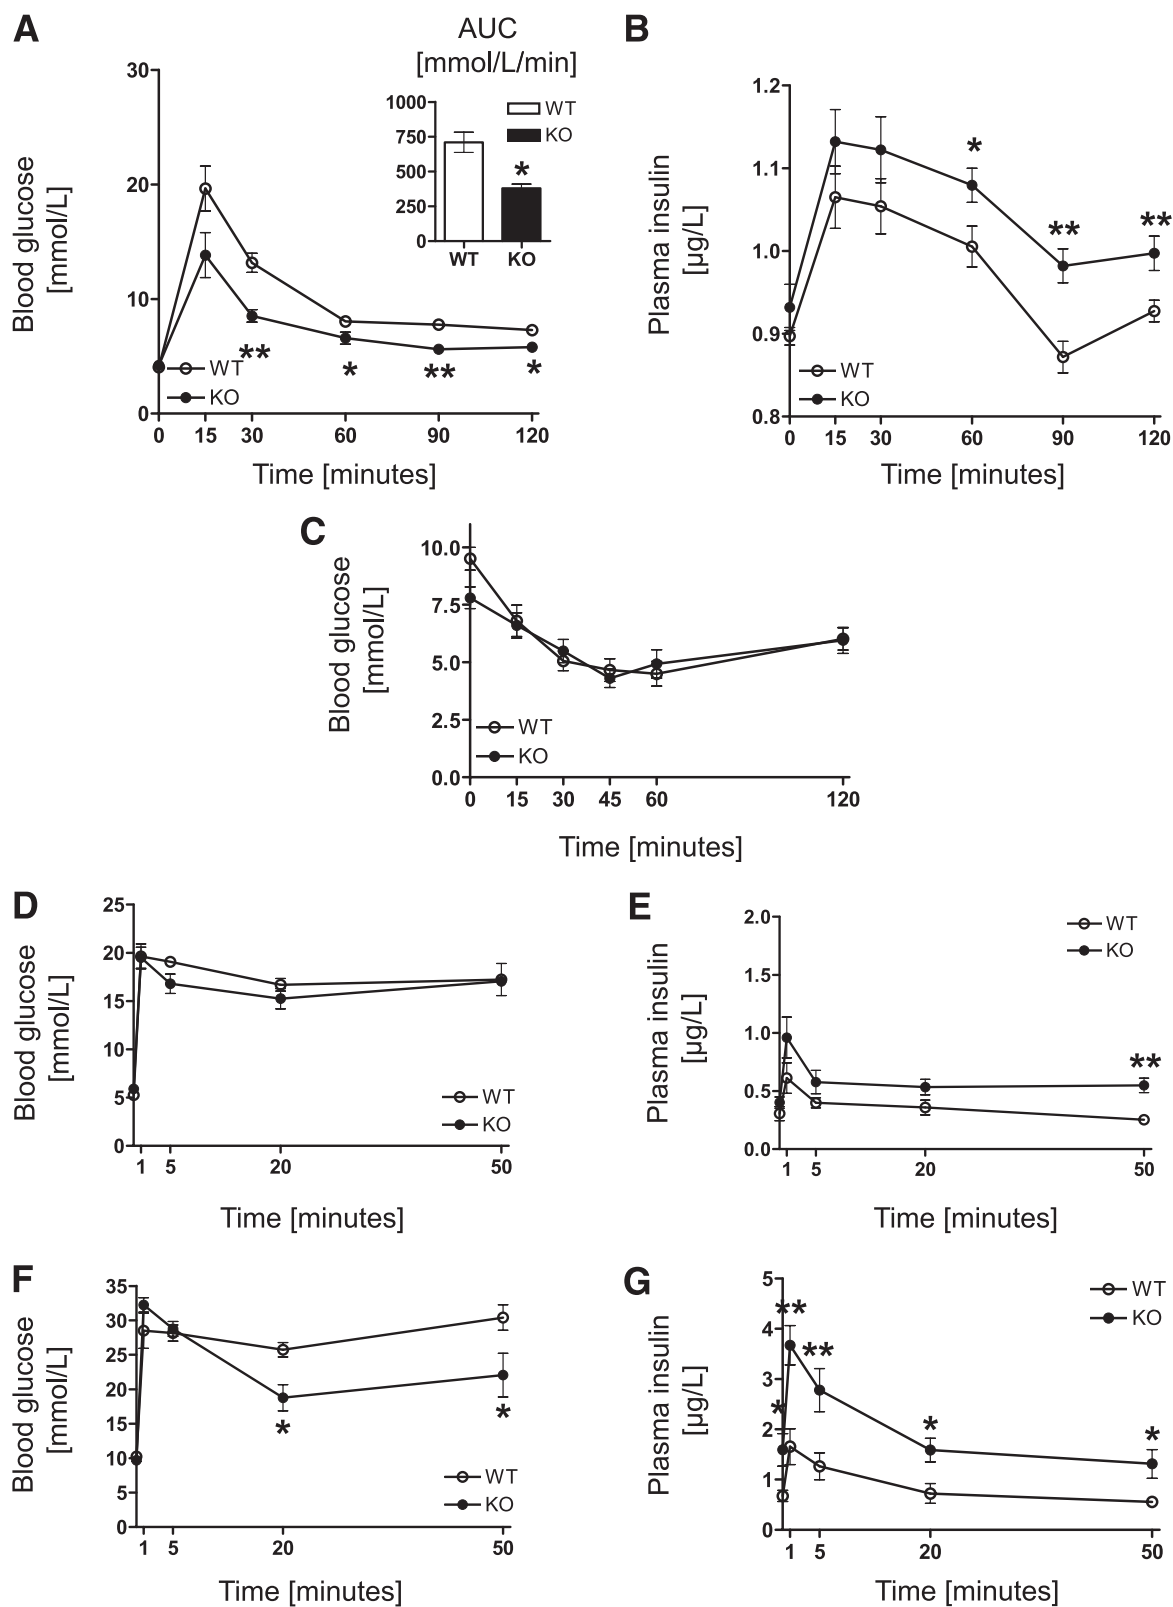 A
AUC
[mmol/L/min]
1000
750
500
250
0
WT
KO
*
WT
KO
Blood glucose
[mmol/L]
30
20
10
0
WT
KO
**
*
**
*
0 15 30 60 90 120
Time [minutes]
B
Plasma insulin
[µg/L]
1.2
1.1
1.0
0.9
0.8
*
**
**
WT
KO
0 15 30 60 90 120
Time [minutes]
C
Blood glucose
[mmol/L]
10.0
7.5
5.0
2.5
0.0
WT
KO
0 15 30 45 60 120
Time [minutes]
D
Blood glucose
[mmol/L]
25
20
15
10
5
0
WT
KO
1 5 20 50
Time [minutes]
E
Plasma insulin
[µg/L]
2.0
1.5
1.0
0.5
0.0
WT
KO
**
1 5 20 50
Time [minutes]
F
Blood glucose
[mmol/L]
35
30
25
20
15
10
5
0
*
*
WT
KO
1 5 20 50
Time [minutes]
G
Plasma insulin
[µg/L]
5
4
3
2
1
0
WT
KO
**
**
*
*
*
1 5 20 50
Time [minutes]